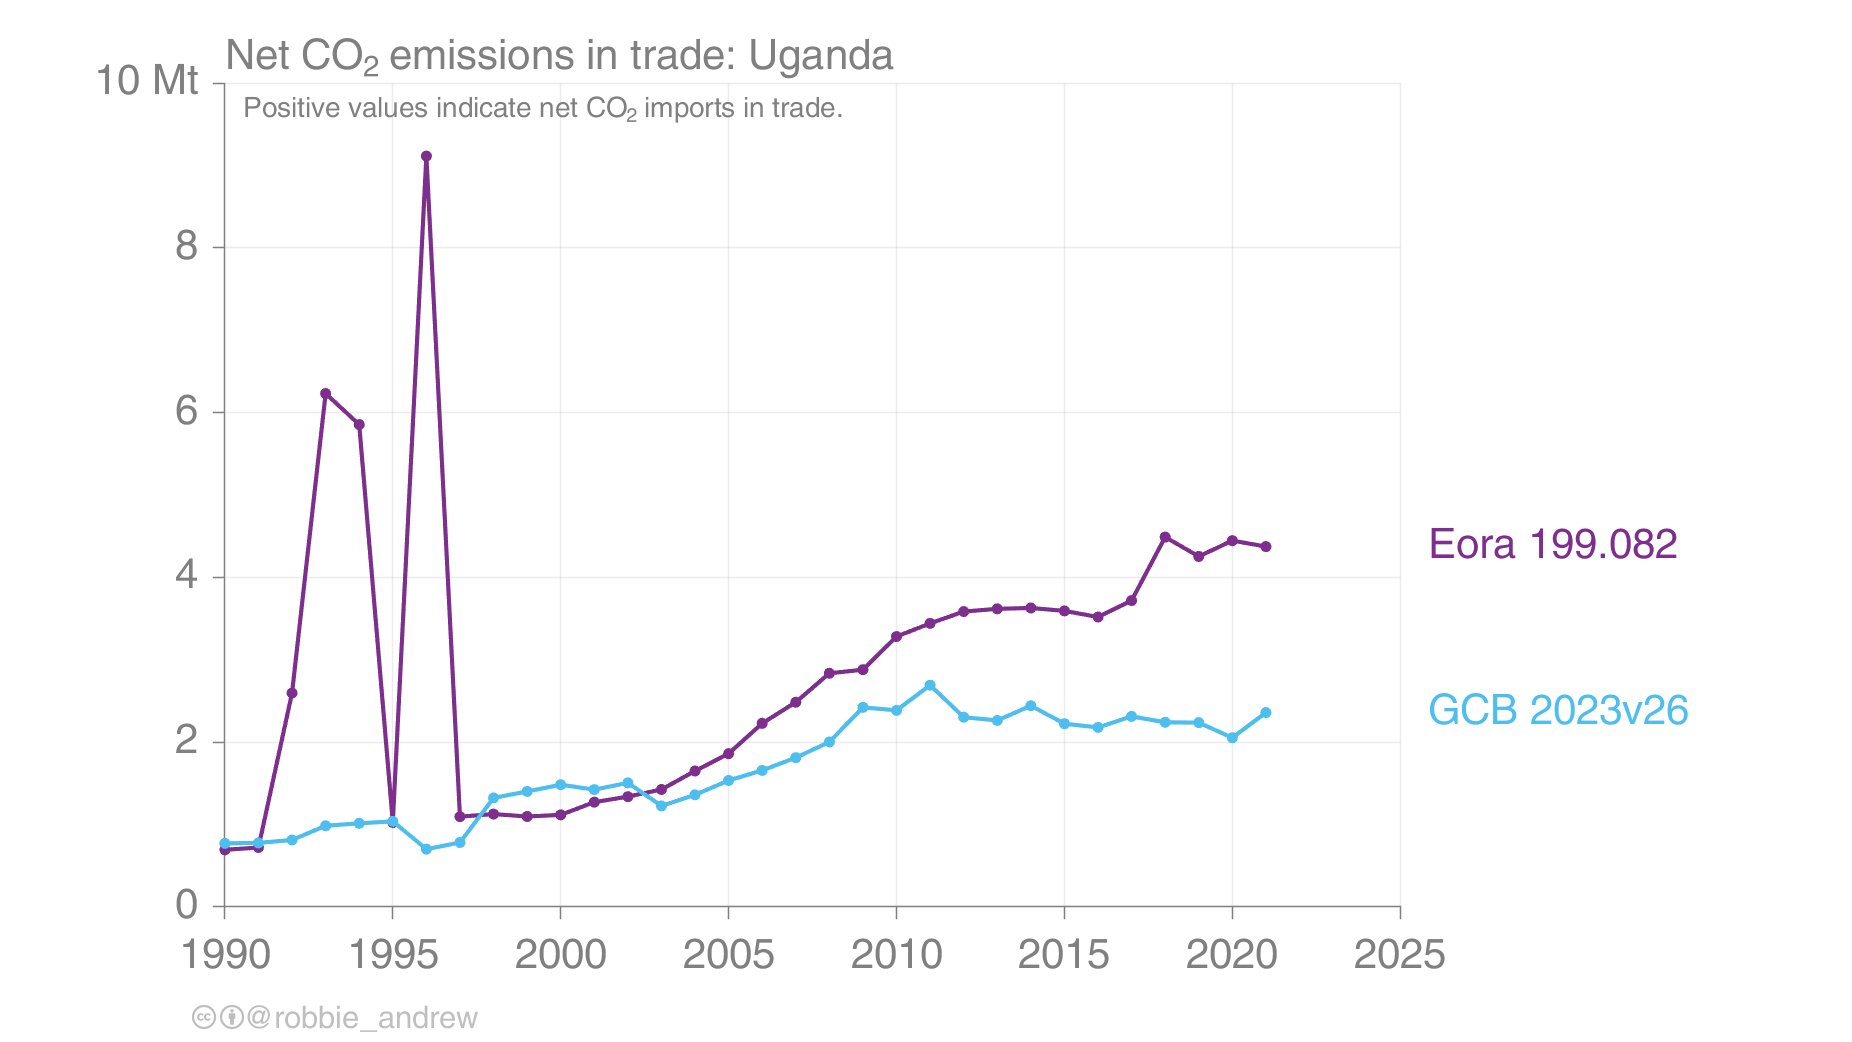 Net CO₂ emissions in trade: Uganda
10 Mt
Positive values indicate net CO₂ imports in trade.
8
6
4
2
0
Eora 199.082
GCB 2023v26
1990 1995 2000 2005 2010 2015 2020 2025
@robbie_andrew